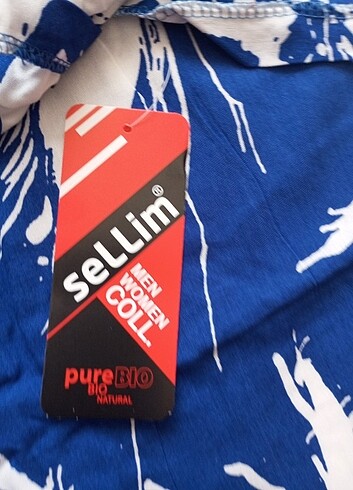 seLLim®
MEN
WOMEN
COLL.
pureBIO
BIO
NATURAL